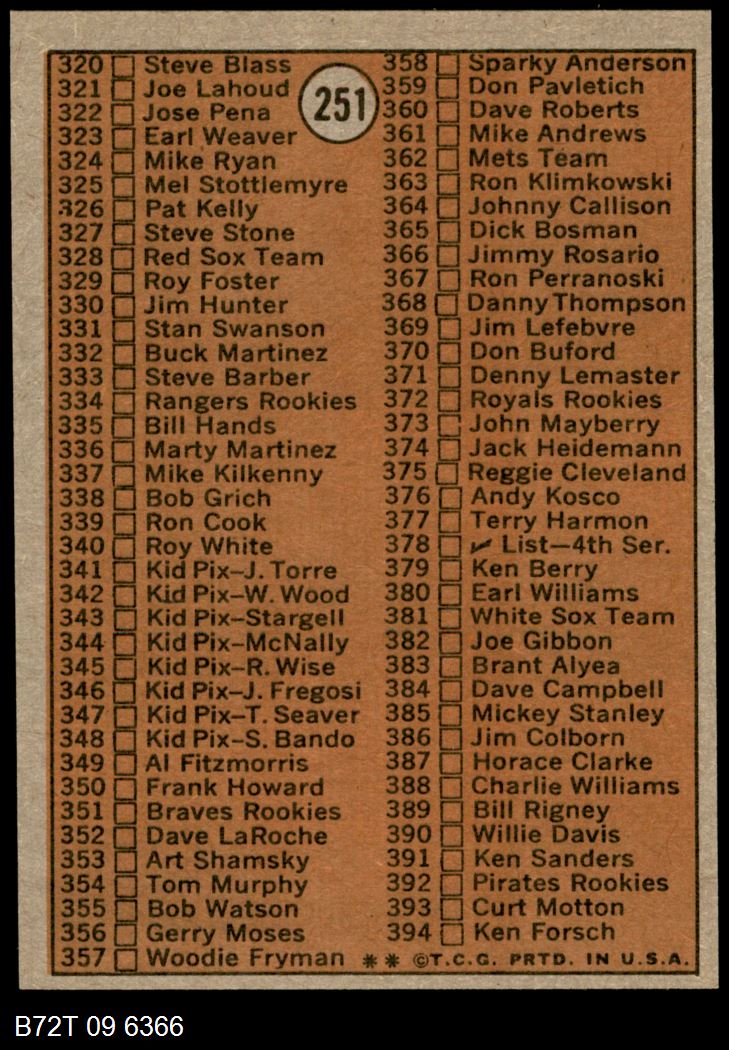 320 Steve Blass
321 Joe Lahoud
322 Jose Pena
323 Earl Weaver
324 Mike Ryan
325 Mel Stottlemyre
326 Pat Kelly
327 Steve Stone
328 Red Sox Team
329 Roy Foster
330 Jim Hunter
331 Stan Swanson
332 Buck Martinez
333 Steve Barber
334 Rangers Rookies
335 Bill Hands
336 Marty Martinez
337 Mike Kilkenny
338 Bob Grich
339 Ron Cook
340 Roy White
341 Kid Pix–J. Torre
342 Kid Pix–W. Wood
343 Kid Pix–Stargell
344 Kid Pix–McNally
345 Kid Pix–R. Wise
346 Kid Pix–J. Fregosi
347 Kid Pix–T. Seaver
348 Kid Pix–S. Bando
349 Al Fitzmorris
350 Frank Howard
351 Braves Rookies
352 Dave LaRoche
353 Art Shamsky
354 Tom Murphy
355 Bob Watson
356 Gerry Moses
357 Woodie Fryman
251
358 Sparky Anderson
359 Don Pavletich
360 Dave Roberts
361 Mike Andrews
362 Mets Team
363 Ron Klimkowski
364 Johnny Callison
365 Dick Bosman
366 Jimmy Rosario
367 Ron Perranoski
368 Danny Thompson
369 Jim Lefebvre
370 Don Buford
371 Denny Lemaster
372 Royals Rookies
373 John Mayberry
374 Jack Heidemann
375 Reggie Cleveland
376 Andy Kosco
377 Terry Harmon
378 ✔ List–4th Ser.
379 Ken Berry
380 Earl Williams
381 White Sox Team
382 Joe Gibbon
383 Brant Alyea
384 Dave Campbell
385 Mickey Stanley
386 Jim Colborn
387 Horace Clarke
388 Charlie Williams
389 Bill Rigney
390 Willie Davis
391 Ken Sanders
392 Pirates Rookies
393 Curt Motton
394 Ken Forsch
** ©T.C.G. PRTD. IN U.S.A.
B72T 09 6366